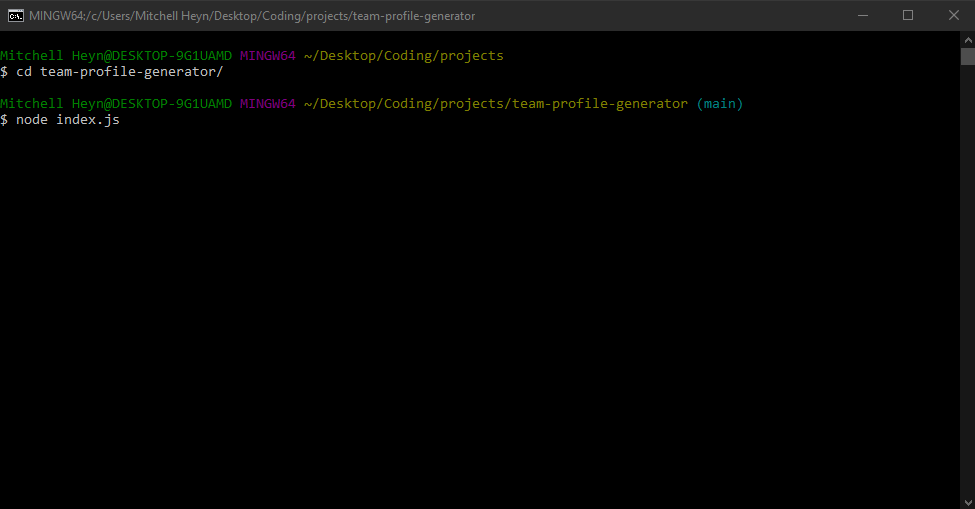 MINGW64:/c/Users/Mitchell Heyn/Desktop/Coding/projects/team-profile-generator
Mitchell Heyn@DESKTOP-9G1UAMD MINGW64 ~/Desktop/Coding/projects
$ cd team-profile-generator/
Mitchell Heyn@DESKTOP-9G1UAMD MINGW64 ~/Desktop/Coding/projects/team-profile-generator (main)
$ node index.js